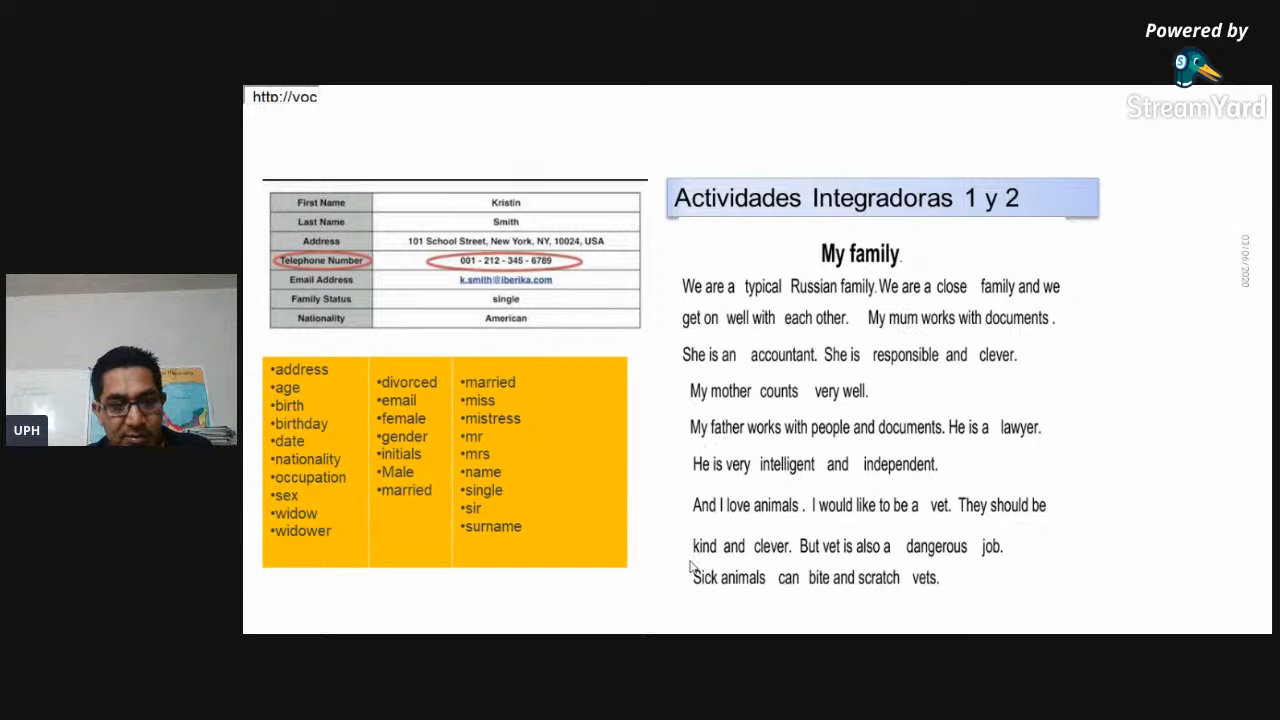 Powered by
StreamYard
http://voc
First Name Kristin
Last Name Smith
Address 101 School Street, New York, NY, 10024, USA
Telephone Number 001 - 212 - 345 - 6789
Email Address k.smith@iberika.com
Family Status single
Nationality American
•address
•age
•birth
•birthday
•date
•nationality
•occupation
•sex
•widow
•widower
•divorced
•email
•female
•gender
•initials
•Male
•married
•married
•miss
•mistress
•mr
•mrs
•name
•single
•sir
•surname
Actividades Integradoras 1 y 2
My family.
We are a typical Russian family. We are a close family and we
get on well with each other. My mum works with documents .
She is an accountant. She is responsible and clever.
My mother counts very well.
My father works with people and documents. He is a lawyer.
He is very intelligent and independent.
And I love animals . I would like to be a vet. They should be
kind and clever. But vet is also a dangerous job.
Sick animals can bite and scratch vets.
03/06/2020
UPH